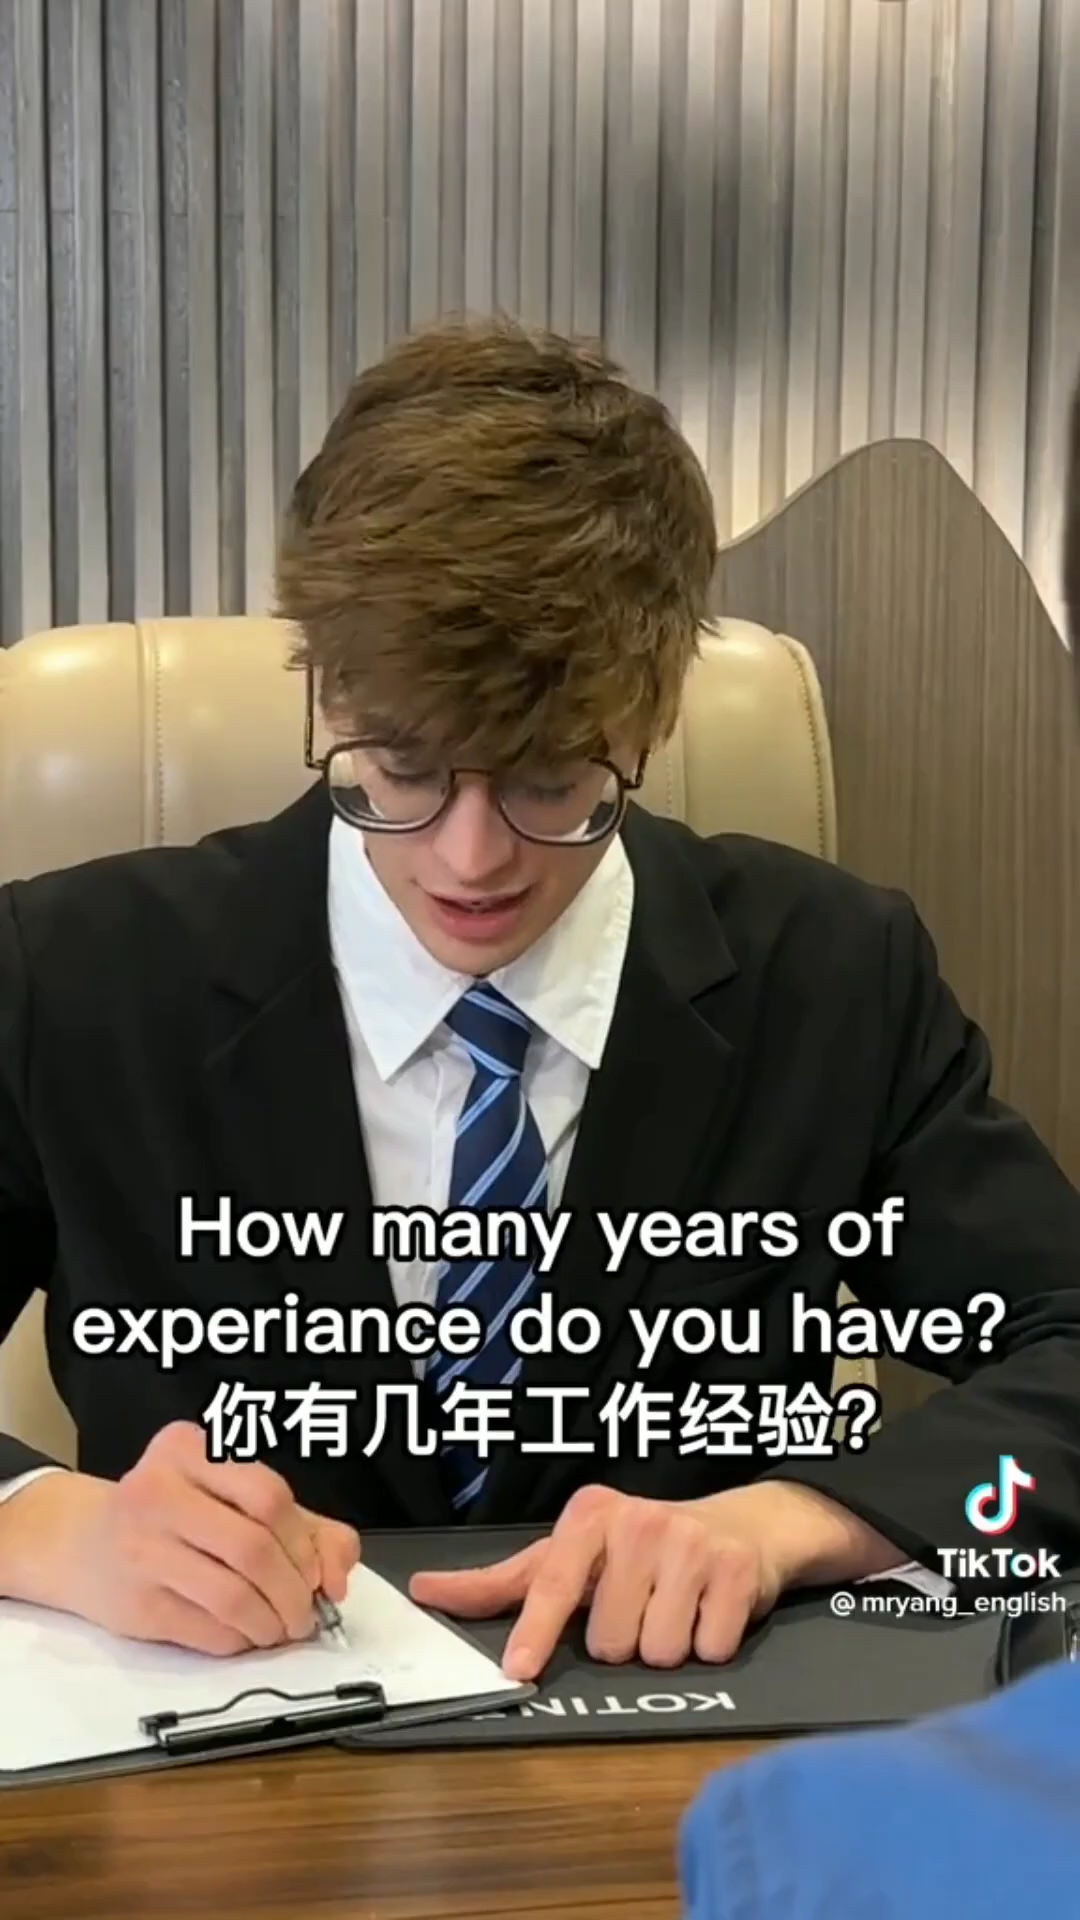 How many years of
experiance do you have?
你有几年工作经验?
TikTok
@ mryang_english